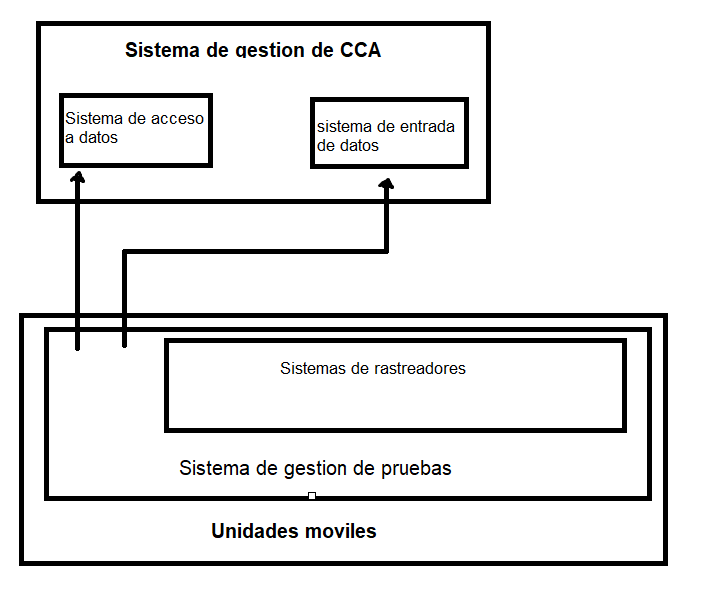 Sistema de gestion de CCA
Sistema de acceso
a datos
sistema de entrada
de datos
Sistemas de rastreadores
Sistema de gestion de pruebas
Unidades moviles